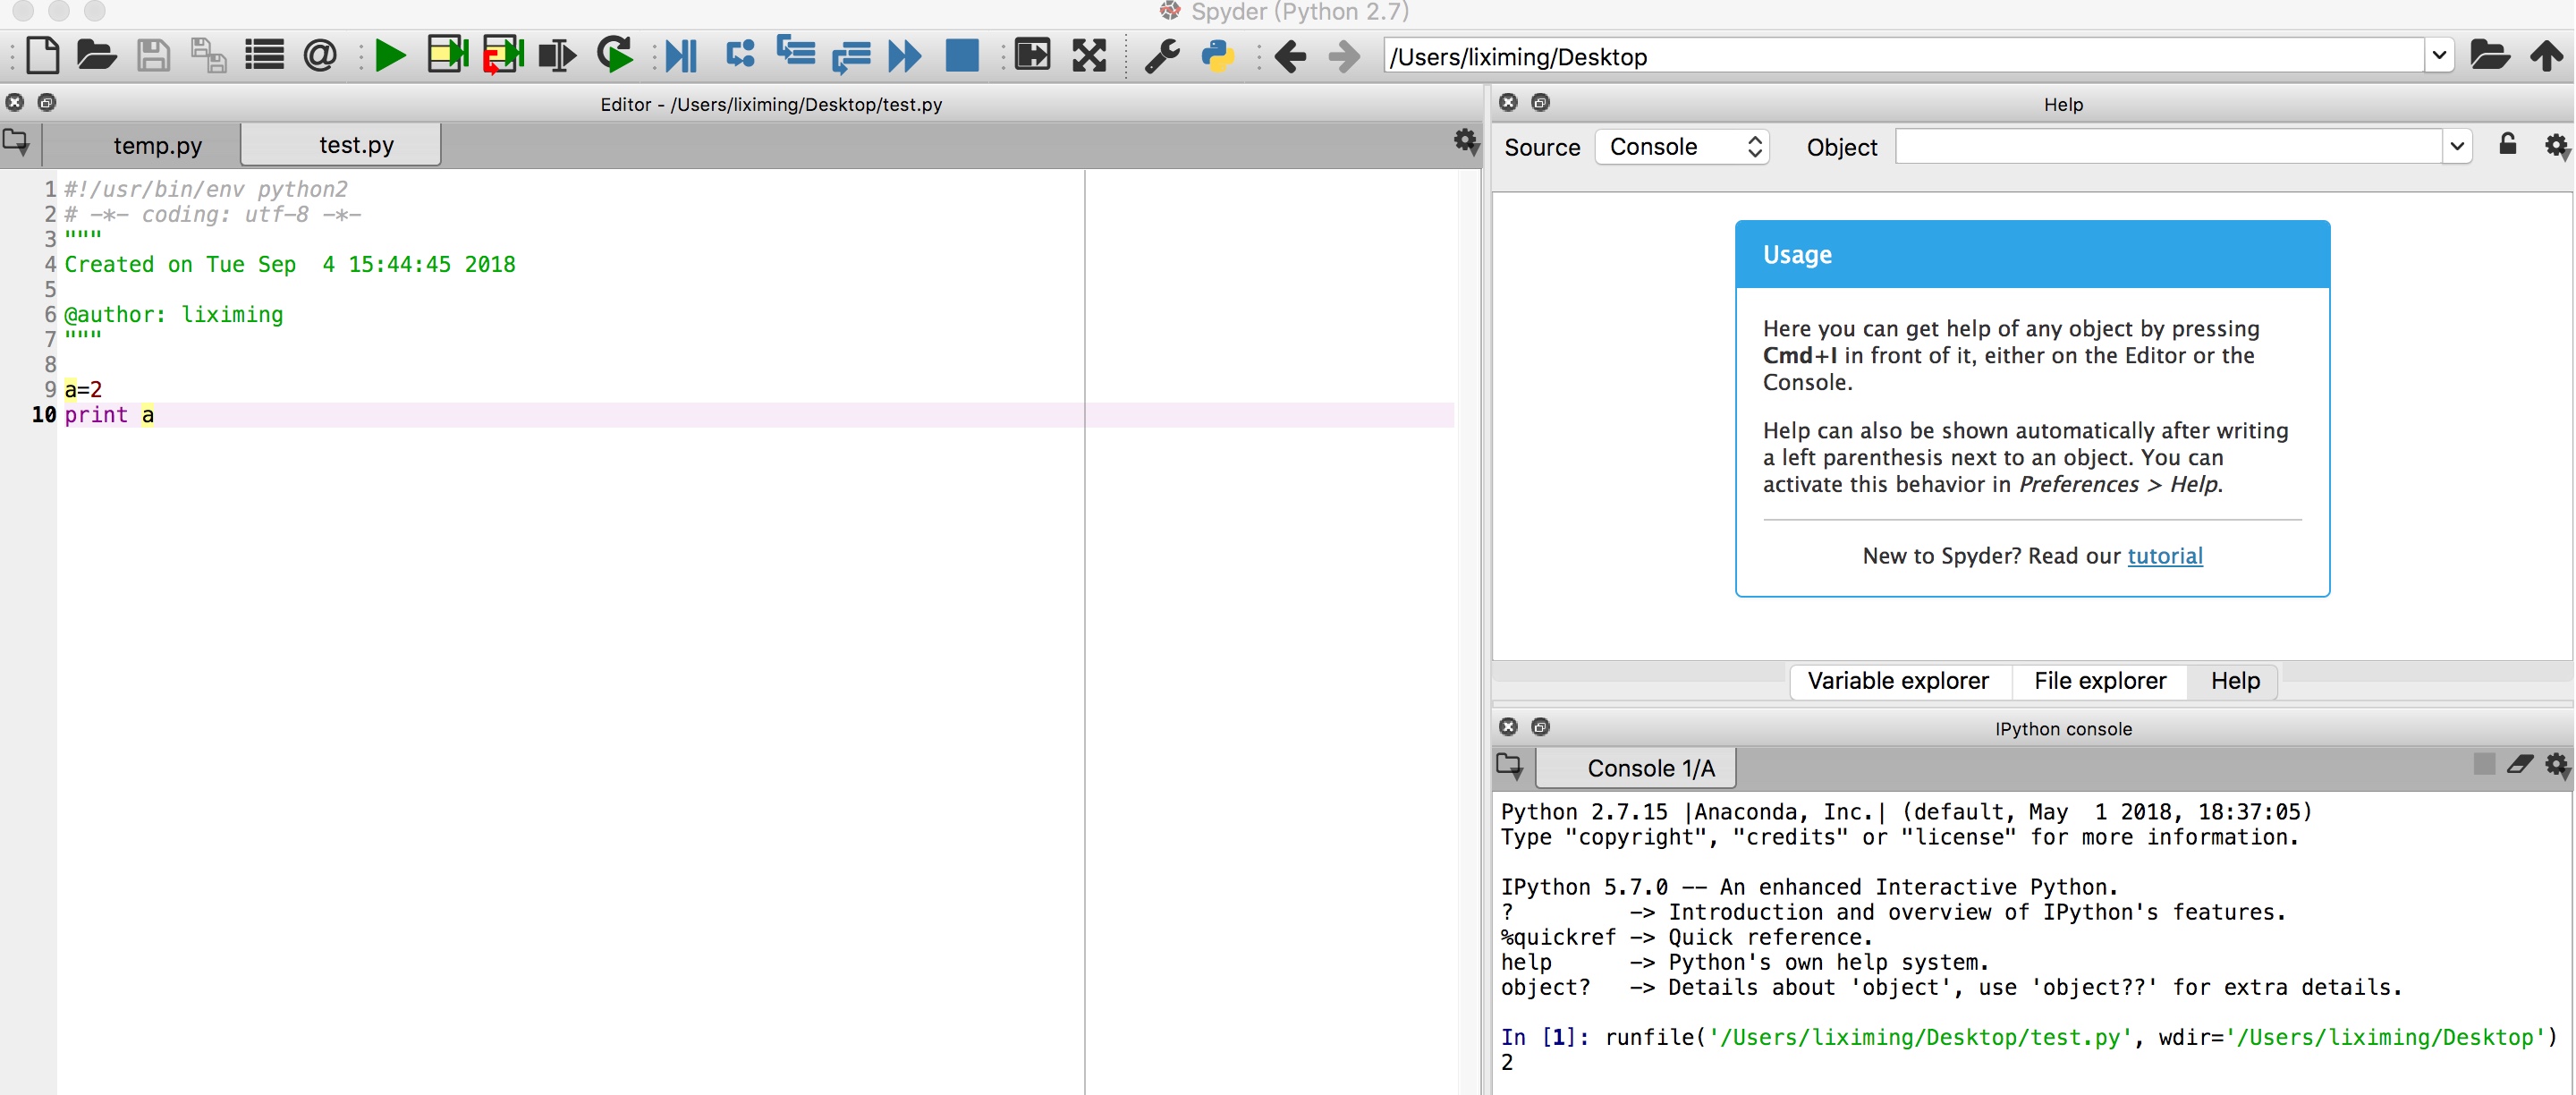 Spyder (Python 2.7)
/Users/liximing/Desktop
Editor - /Users/liximing/Desktop/test.py
temp.py
test.py
1 #!/usr/bin/env python2
2 # -*- coding: utf-8 -*-
3 """
4 Created on Tue Sep  4 15:44:45 2018
5
6 @author: liximing
7 """
8
9 a=2
10 print a
Help
Source Console Object
Usage
Here you can get help of any object by pressing
Cmd+I in front of it, either on the Editor or the
Console.
Help can also be shown automatically after writing
a left parenthesis next to an object. You can
activate this behavior in Preferences > Help.
New to Spyder? Read our tutorial
Variable explorer File explorer Help
IPython console
Console 1/A
Python 2.7.15 |Anaconda, Inc.| (default, May  1 2018, 18:37:05)
Type "copyright", "credits" or "license" for more information.
IPython 5.7.0 -- An enhanced Interactive Python.
?         -> Introduction and overview of IPython's features.
%quickref -> Quick reference.
help      -> Python's own help system.
object?   -> Details about 'object', use 'object??' for extra details.
In [1]: runfile('/Users/liximing/Desktop/test.py', wdir='/Users/liximing/Desktop')
2